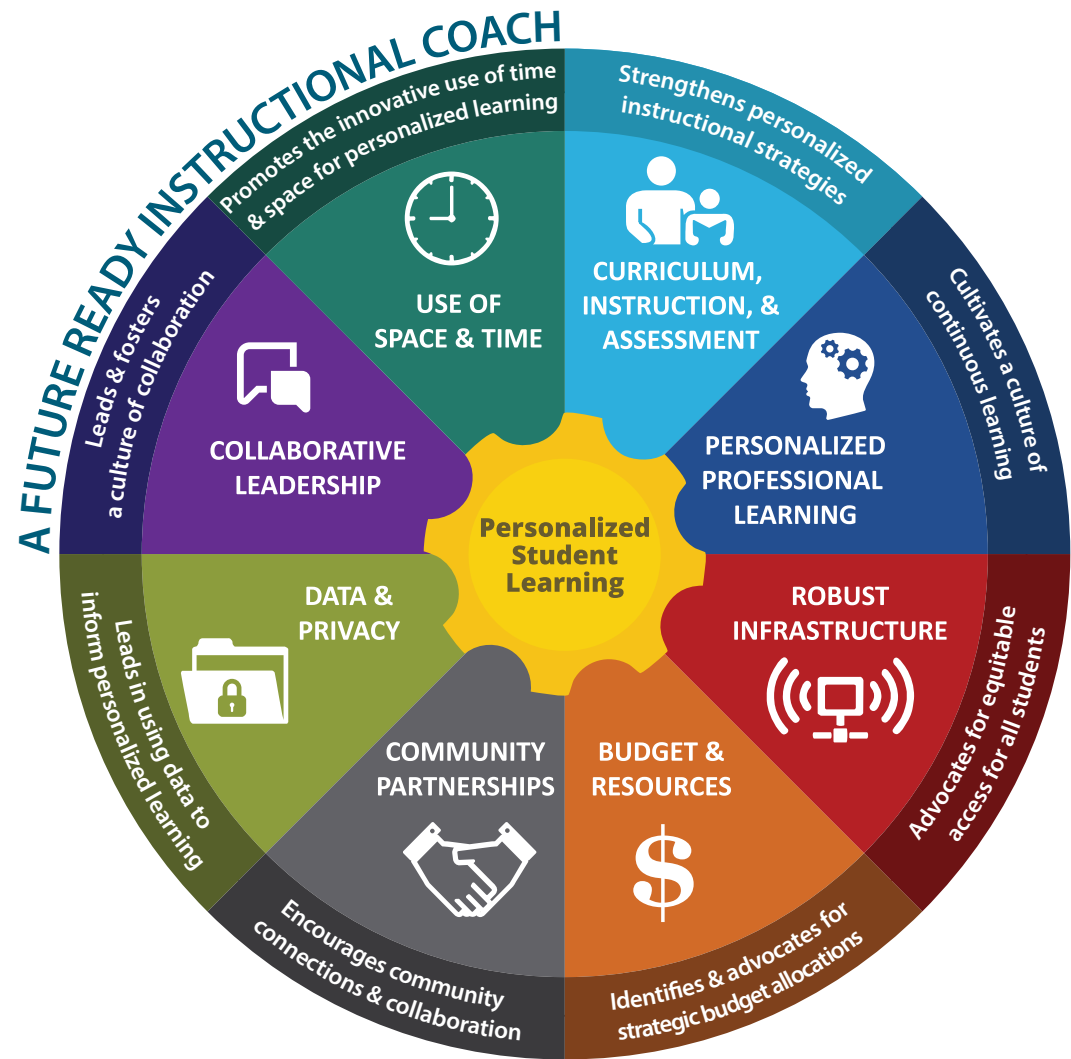 A FUTURE READY INSTRUCTIONAL COACH
Strengthens personalized
instructional strategies
CURRICULUM,
INSTRUCTION, &
ASSESSMENT
Cultivates a culture of
continuous learning
PERSONALIZED
PROFESSIONAL
LEARNING
Advocates for equitable
access for all students
ROBUST
INFRASTRUCTURE
Identifies & advocates for
strategic budget allocations
BUDGET &
RESOURCES
$
Encourages community
connections & collaboration
COMMUNITY
PARTNERSHIPS
Leads in using data to
inform personalized learning
DATA &
PRIVACY
Leads & fosters
a culture of collaboration
COLLABORATIVE
LEADERSHIP
Promotes the innovative use of time
& space for personalized learning
USE OF
SPACE & TIME
Personalized
Student
Learning